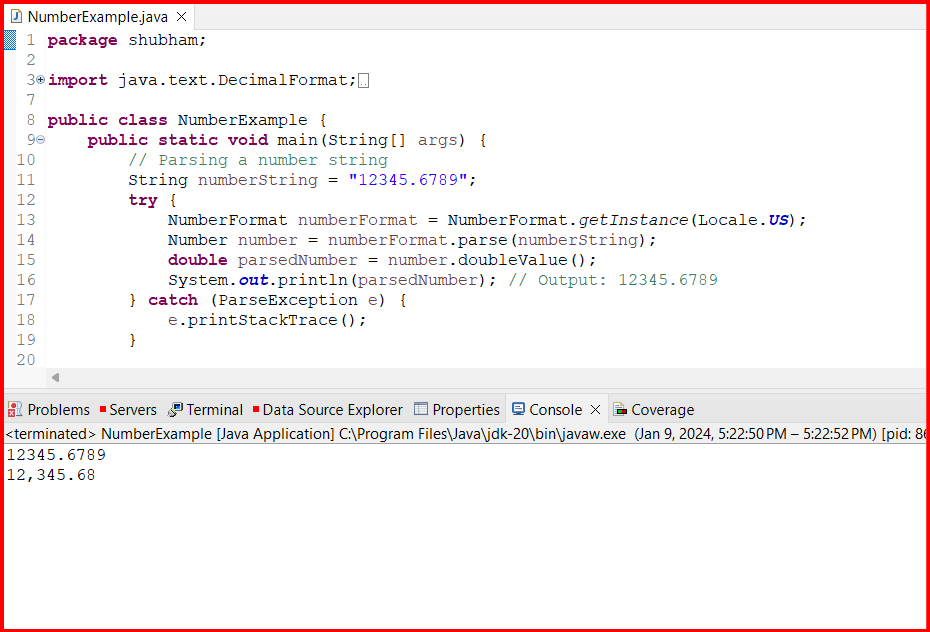 NumberExample.java
1 package shubham;
2
3 import java.text.DecimalFormat;
7
8 public class NumberExample {
9 public static void main(String[] args) {
10 // Parsing a number string
11 String numberString = "12345.6789";
12 try {
13 NumberFormat numberFormat = NumberFormat.getInstance(Locale.US);
14 Number number = numberFormat.parse(numberString);
15 double parsedNumber = number.doubleValue();
16 System.out.println(parsedNumber); // Output: 12345.6789
17 } catch (ParseException e) {
18 e.printStackTrace();
19 }
20
Problems Servers Terminal Data Source Explorer Properties Console Coverage
<terminated> NumberExample [Java Application] C:\Program Files\Java\jdk-20\bin\javaw.exe (Jan 9, 2024, 5:22:50 PM – 5:22:52 PM) [pid: 86
12345.6789
12,345.68